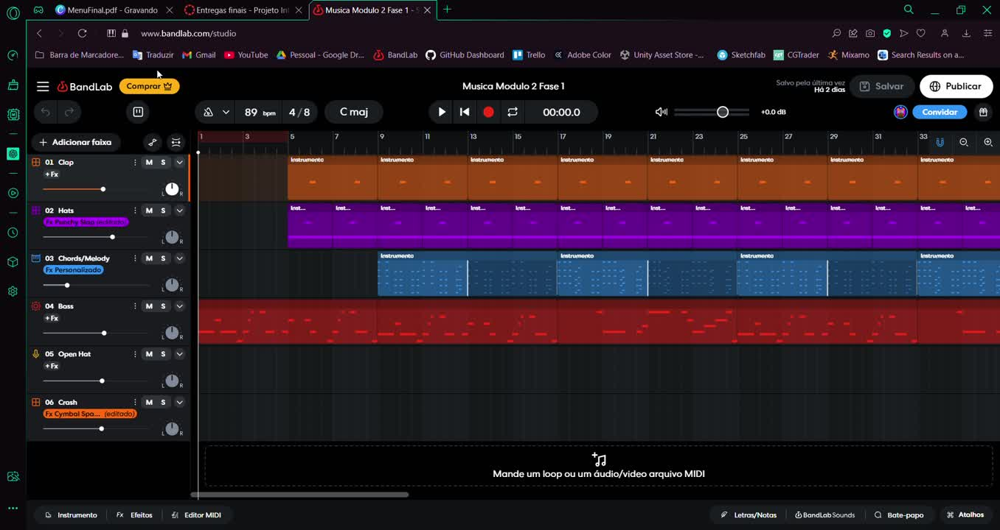 MenuFinal.pdf - Gravando
Entregas finais - Projeto Int
Musica Modulo 2 Fase 1 - S
www.bandlab.com/studio
Barra de Marcadore...
Traduzir
Gmail
YouTube
Pessoal - Google Dr...
BandLab
GitHub Dashboard
Trello
Adobe Color
Unity Asset Store -...
Sketchfab
CGTrader
Mixamo
Search Results on a...
BandLab
Comprar
Musica Modulo 2 Fase 1
Salvo pela última vez
Há 2 dias
Salvar
Publicar
89 bpm
4/8
C maj
00:00.0
+0.0 dB
Convidar
+ Adicionar faixa
1 3 5 7 9 11 13 15 17 19 21 23 25 27 29 31 33
01 Clap
M S
+ Fx
L R
Instrumento Instrumento Instrumento Instrumento Instrumento Instrumento Instrumento Instrumento
02 Hats
M S
Fx Punchy Slap (editado)
L R
Inst... Inst... Inst... Inst... Inst... Inst... Inst... Inst... Inst... Inst... Inst... Inst... Inst... Inst... Inst... Inst...
03 Chords/Melody
M S
Fx Personalizado
L R
Instrumento Instrumento Instrumento Instrumento
04 Bass
M S
+ Fx
L R
05 Open Hat
M S
+ Fx
L R
06 Crash
M S
Fx Cymbal Spa... (editado)
L R
Mande um loop ou um áudio/video arquivo MIDI
Instrumento
Fx Efeitos
Editor MIDI
Letras/Notas
BandLab Sounds
Bate-papo
Atalhos